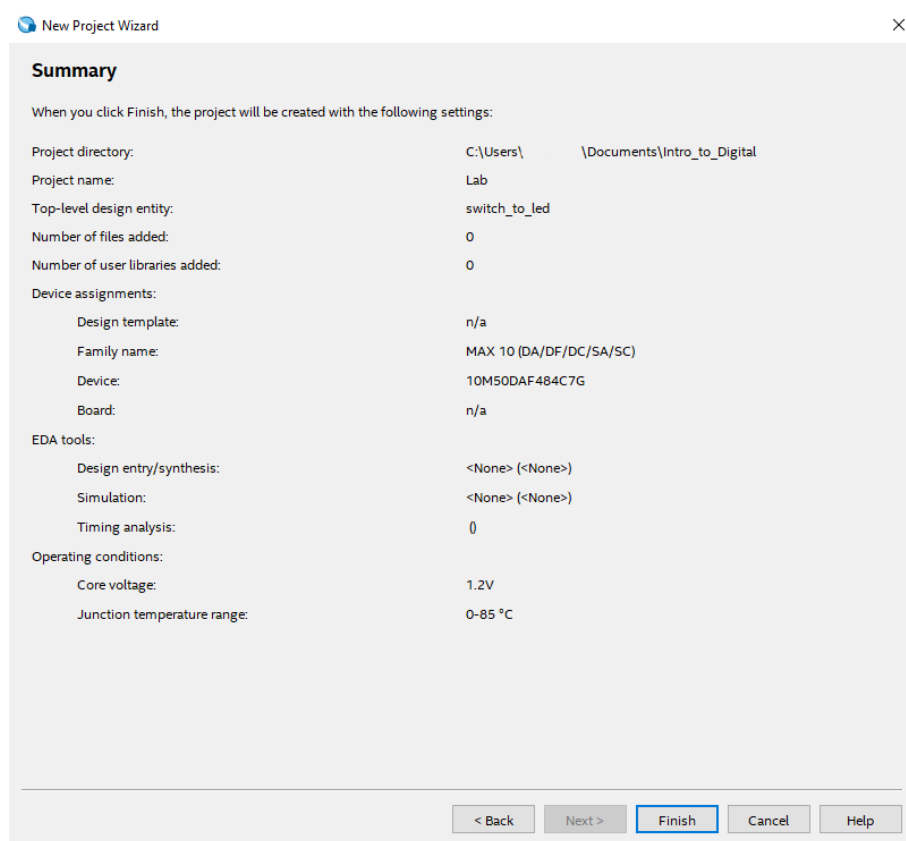 New Project Wizard
Summary
When you click Finish, the project will be created with the following settings:
Project directory: C:\Users\ \Documents\Intro_to_Digital
Project name: Lab
Top-level design entity: switch_to_led
Number of files added: 0
Number of user libraries added: 0
Device assignments:
Design template: n/a
Family name: MAX 10 (DA/DF/DC/SA/SC)
Device: 10M50DAF484C7G
Board: n/a
EDA tools:
Design entry/synthesis: <None> (<None>)
Simulation: <None> (<None>)
Timing analysis: ()
Operating conditions:
Core voltage: 1.2V
Junction temperature range: 0-85 °C
< Back Next > Finish Cancel Help